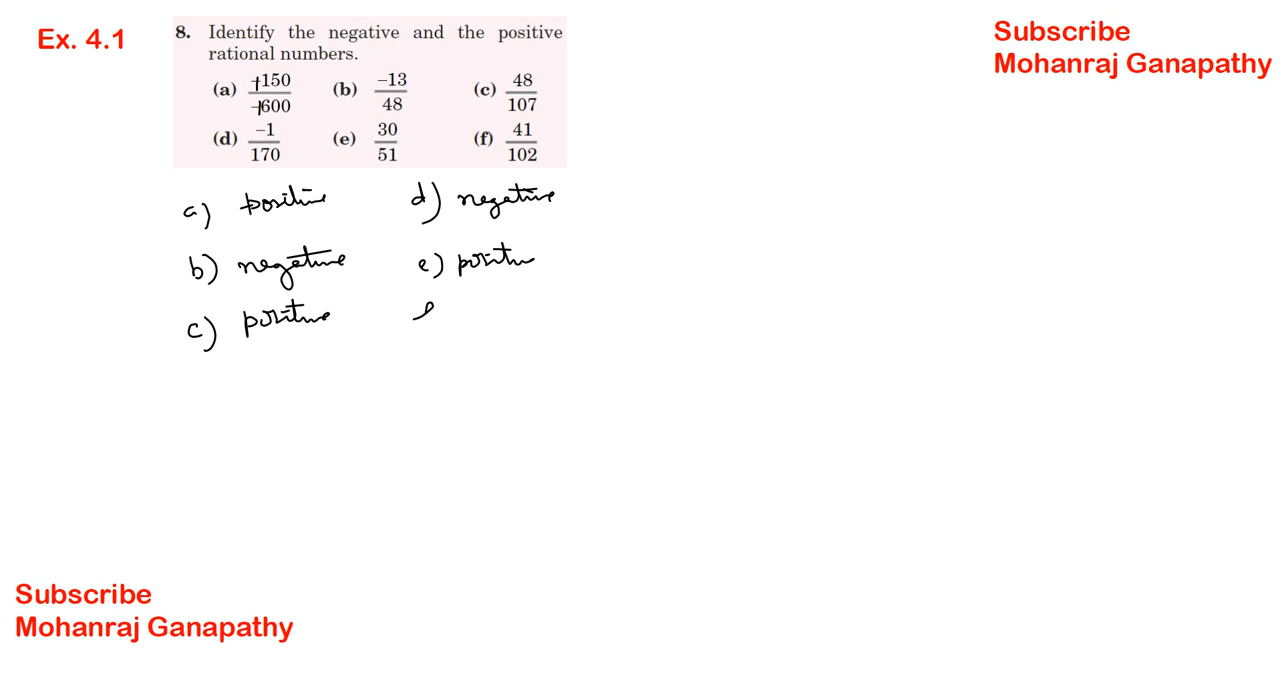 Ex. 4.1
8. Identify the negative and the positive
rational numbers.
(a) -150/-600 (b) -13/48 (c) 48/107
(d) -1/170 (e) 30/51 (f) 41/102
a) positive d) negative
b) negative e) positive
c) positive
Subscribe
Mohanraj Ganapathy
Subscribe
Mohanraj Ganapathy